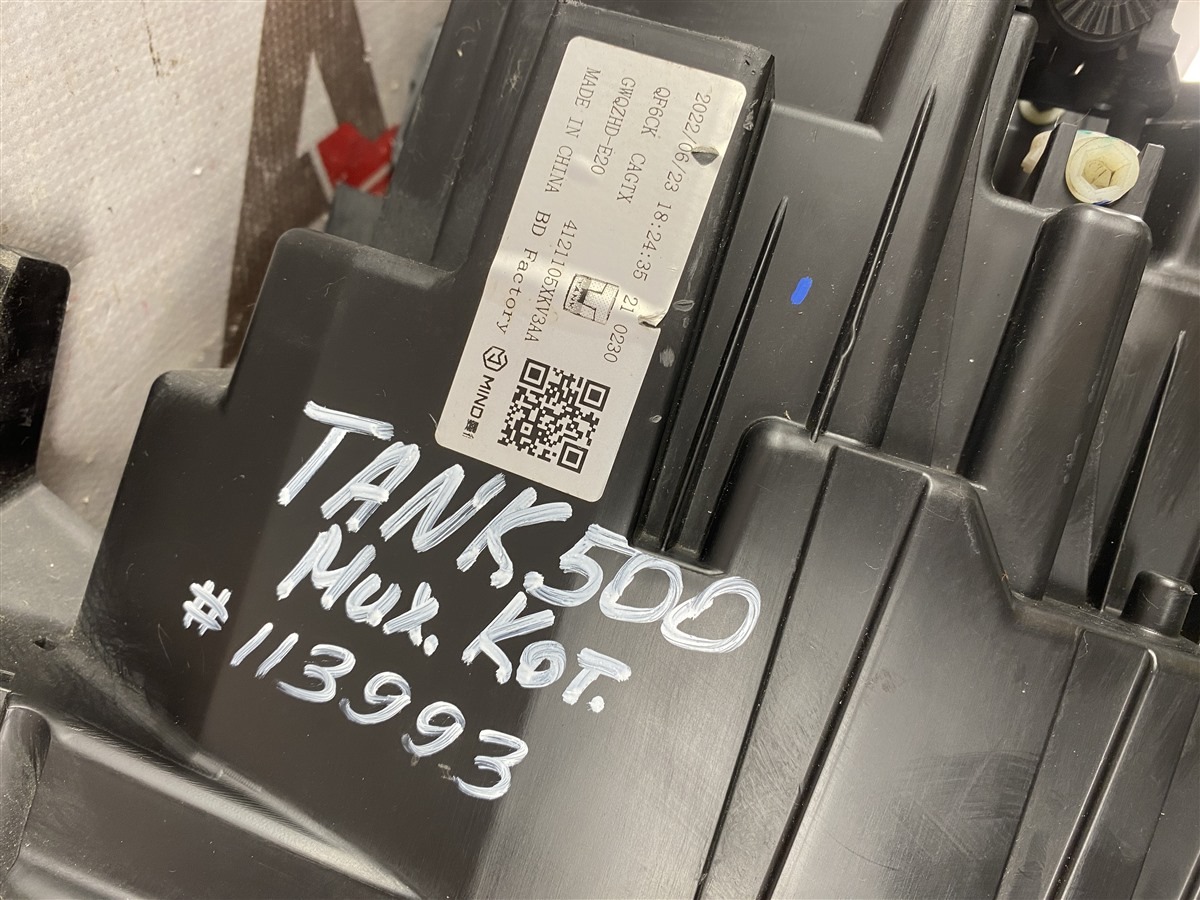 2022/06/23 18:24:35 21 0230
QF6CK CAGTX
GWQZHD-E20 4121105XKV3AA
MADE IN CHINA BD Factory
MIND
TANK 500
Мих. Кот.
#113993